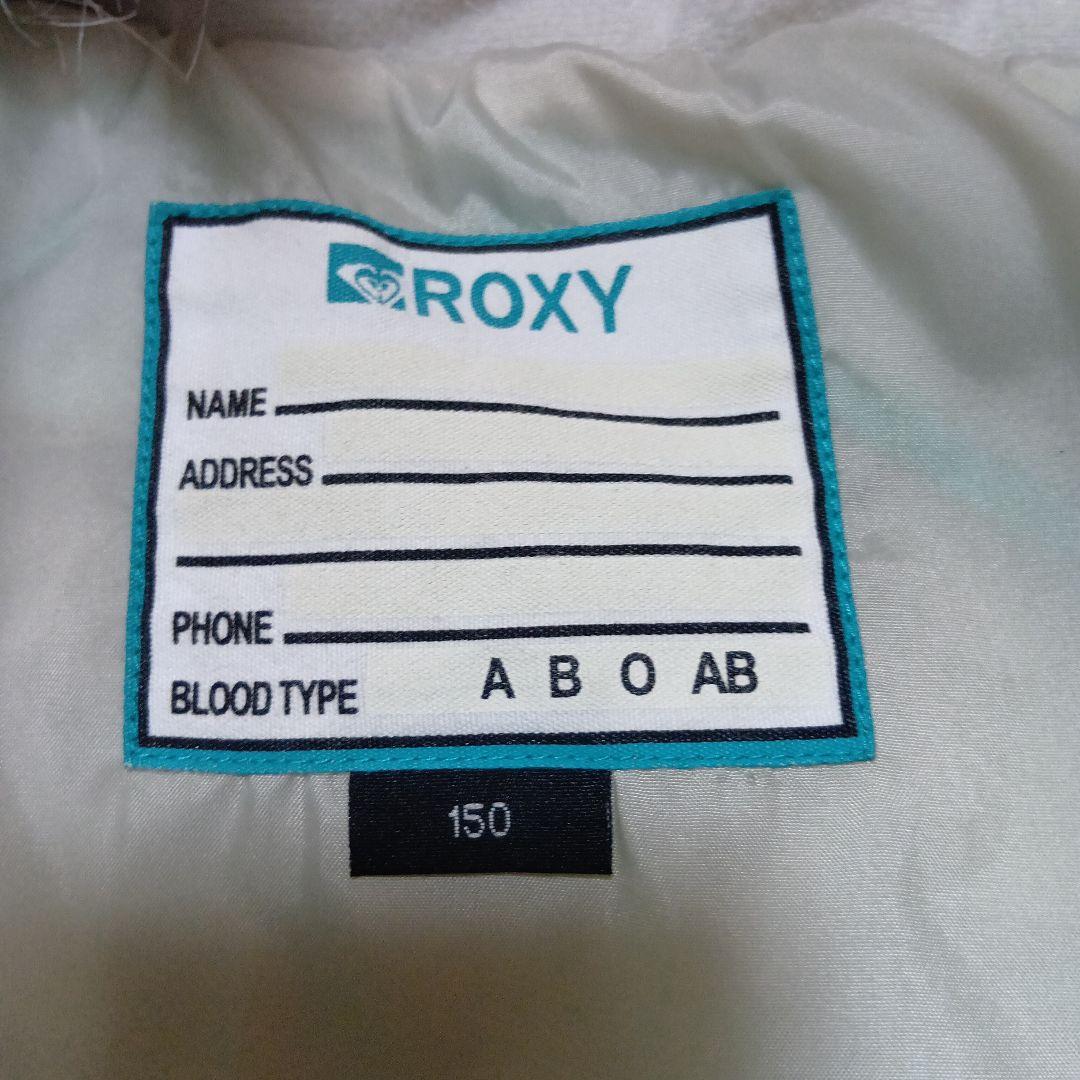 ROXY
NAME
ADDRESS
PHONE
BLOOD TYPE A B O AB
150